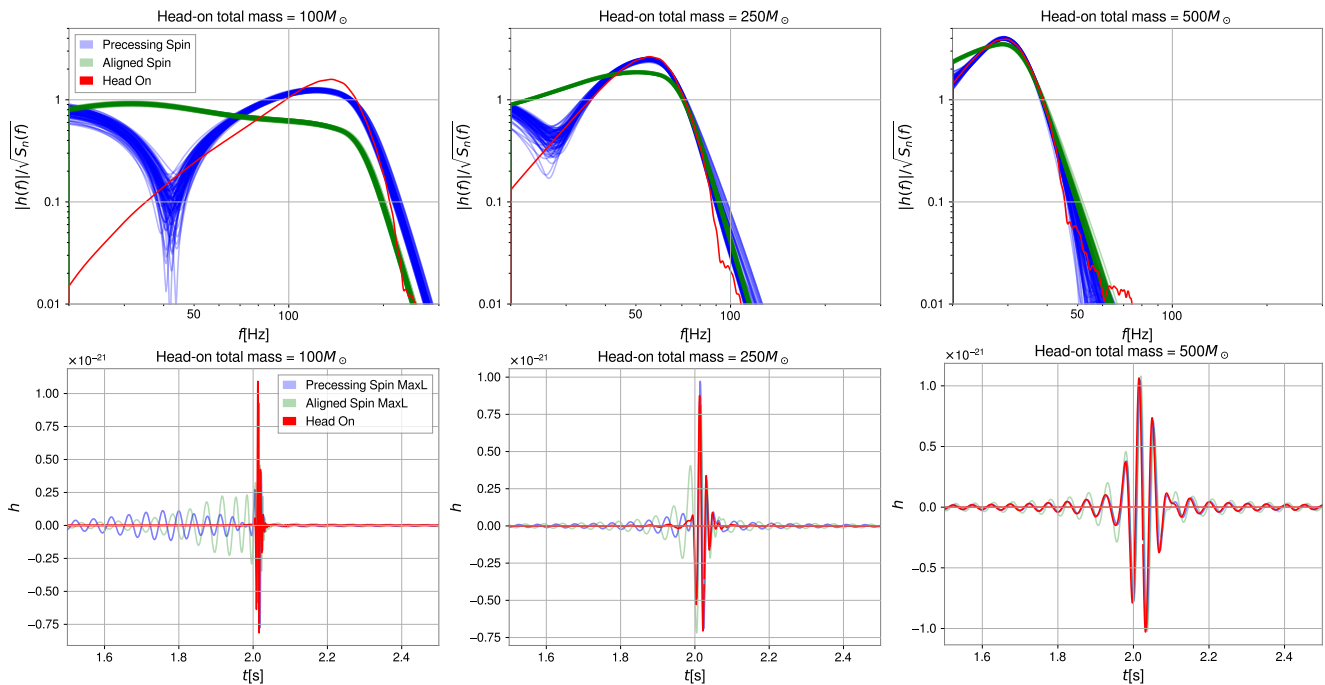 Head-on total mass = 100M⊙
Precessing Spin
Aligned Spin
Head On
1
0.1
0.01
|h(f)|/√Sn(f)
50
100
f[Hz]
Head-on total mass = 250M⊙
1
0.1
0.01
|h(f)|/√Sn(f)
50
100
f[Hz]
Head-on total mass = 500M⊙
1
0.1
0.01
|h(f)|/√Sn(f)
50
100
f[Hz]
×10−21
Head-on total mass = 100M⊙
Precessing Spin MaxL
Aligned Spin MaxL
Head On
1.00
0.75
0.50
0.25
0.00
−0.25
−0.50
−0.75
h
1.6 1.8 2.0 2.2 2.4
t[s]
×10−21
Head-on total mass = 250M⊙
1.00
0.75
0.50
0.25
0.00
−0.25
−0.50
−0.75
h
1.6 1.8 2.0 2.2 2.4
t[s]
×10−21
Head-on total mass = 500M⊙
1.0
0.5
0.0
−0.5
−1.0
h
1.6 1.8 2.0 2.2 2.4
t[s]